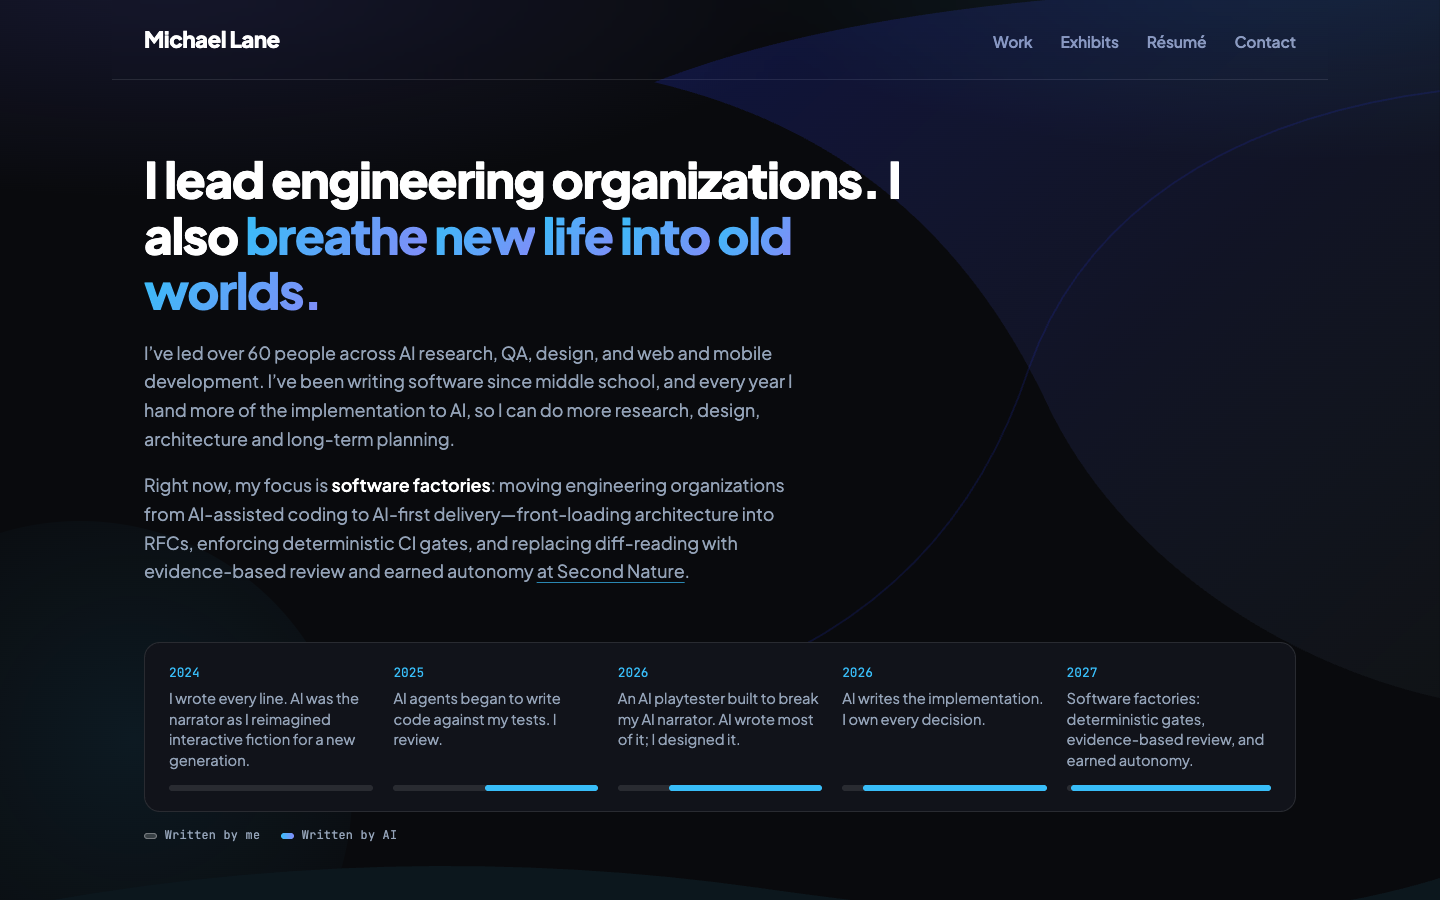 Michael Lane
Work
Exhibits
Résumé
Contact
I lead engineering organizations. I
also breathe new life into old
worlds.
I’ve led over 60 people across AI research, QA, design, and web and mobile
development. I’ve been writing software since middle school, and every year I
hand more of the implementation to AI, so I can do more research, design,
architecture and long-term planning.
Right now, my focus is software factories: moving engineering organizations
from AI-assisted coding to AI-first delivery—front-loading architecture into
RFCs, enforcing deterministic CI gates, and replacing diff-reading with
evidence-based review and earned autonomy at Second Nature.
2024
I wrote every line. AI was the
narrator as I reimagined
interactive fiction for a new
generation.
2025
AI agents began to write
code against my tests. I
review.
2026
An AI playtester built to break
my AI narrator. AI wrote most
of it; I designed it.
2026
AI writes the implementation.
I own every decision.
2027
Software factories:
deterministic gates,
evidence-based review, and
earned autonomy.
Written by me
Written by AI